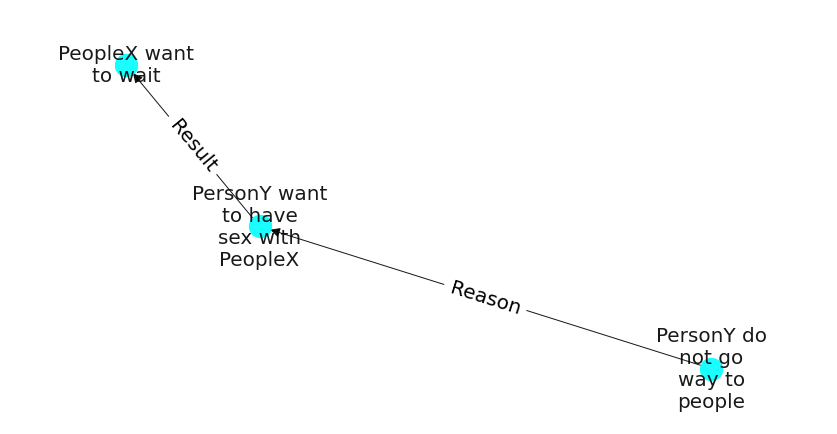 PeopleX want
to wait
Result
PersonY want
to have
sex with
PeopleX
Reason
PersonY do
not go
way to
people